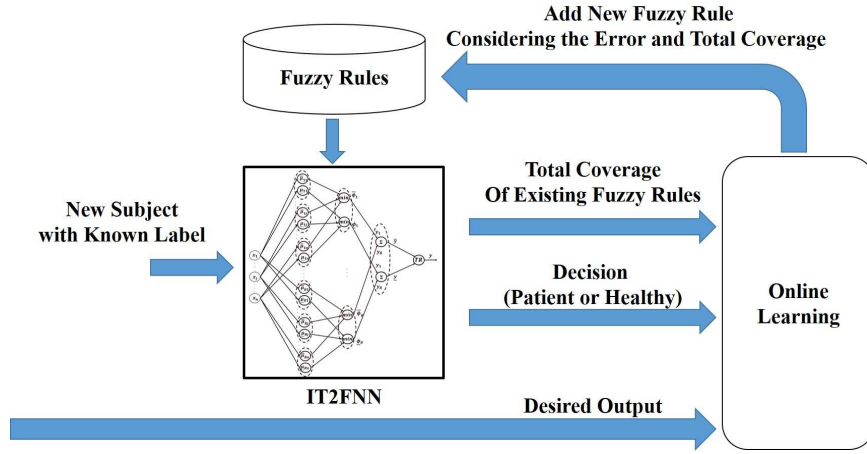 Add New Fuzzy Rule
Considering the Error and Total Coverage
Fuzzy Rules
New Subject
with Known Label
Total Coverage
Of Existing Fuzzy Rules
Decision
(Patient or Healthy)
Online
Learning
IT2FNN
Desired Output